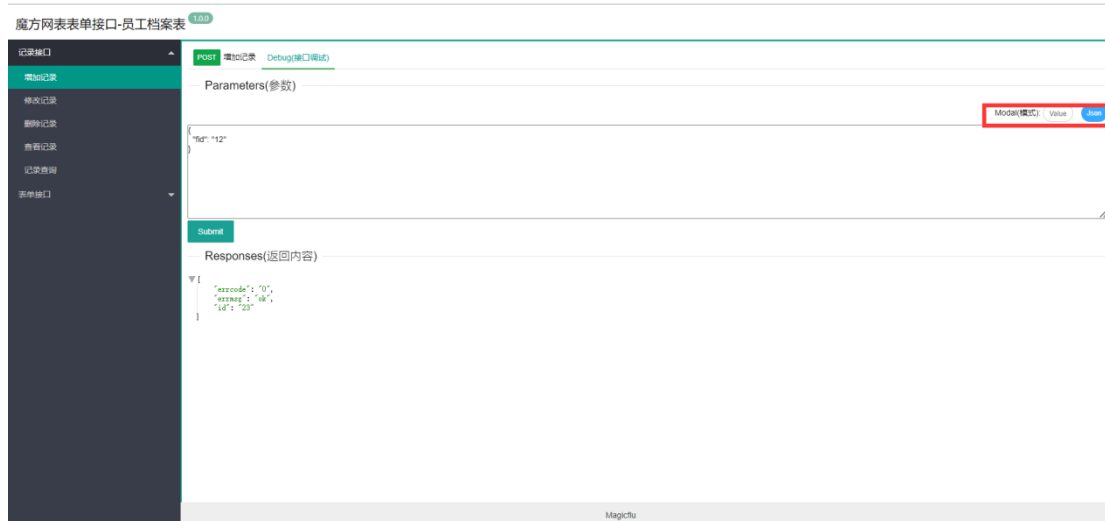 魔方网表表单接口-员工档案表 1.0.0
记录接口
增加记录
修改记录
删除记录
查看记录
记录查询
表单接口
POST 增加记录 Debug(接口调试)
Parameters(参数)
Modal(模式): Value Json
{
"fid": "12"
}
Submit
Responses(返回内容)
{
"errcode": "0",
"errmsg": "ok",
"id": "23"
}
Magicflu